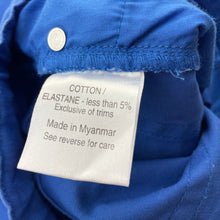 COTTON /
ELASTANE - less than 5%
Exclusive of trims
Made in Myanmar
See reverse for care